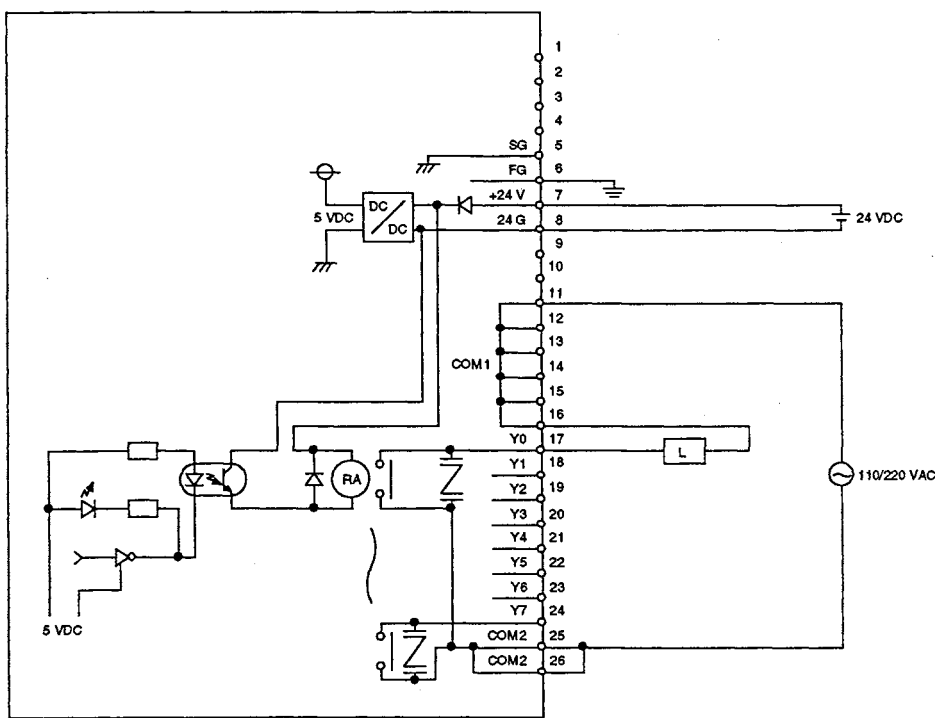 1
2
3
4
SG 5
FG 6
+24 V 7
24 G 8
9
10
11
12
13
COM1 14
15
16
Y0 17
Y1 18
Y2 19
Y3 20
Y4 21
Y5 22
Y6 23
Y7 24
COM2 25
COM2 26
5 VDC
DC
DC
24 VDC
RA
L
110/220 VAC
5 VDC